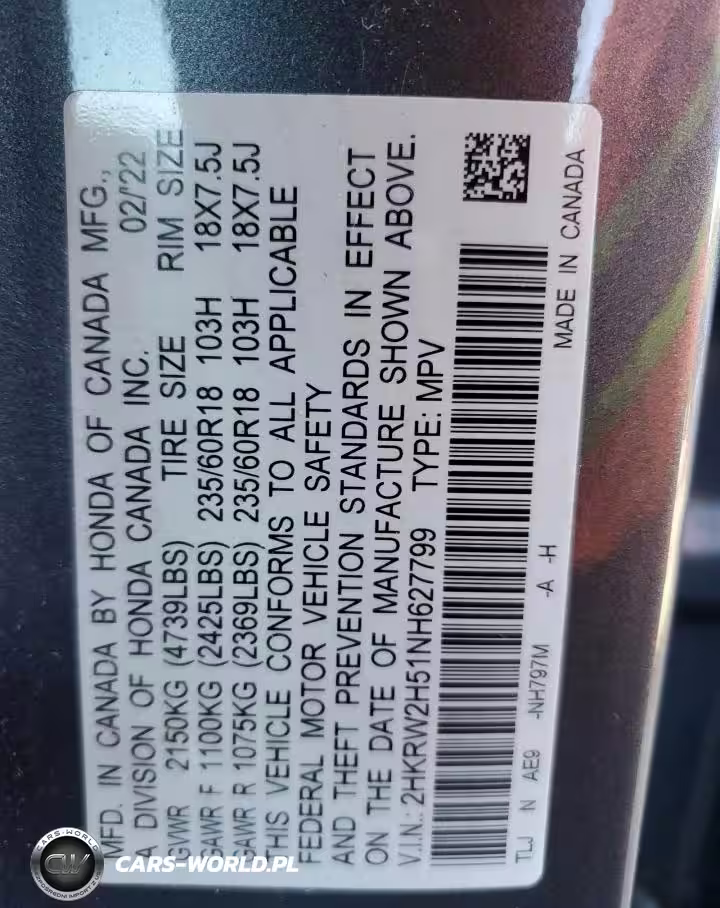 MFD. IN CANADA BY HONDA OF CANADA MFG.,
A DIVISION OF HONDA CANADA INC. 02/'22
GVWR 2150KG (4739LBS) TIRE SIZE RIM SIZE
GAWR F 1100KG (2425LBS) 235/60R18 103H 18X7.5J
GAWR R 1075KG (2369LBS) 235/60R18 103H 18X7.5J
THIS VEHICLE CONFORMS TO ALL APPLICABLE
FEDERAL MOTOR VEHICLE SAFETY
AND THEFT PREVENTION STANDARDS IN EFFECT
ON THE DATE OF MANUFACTURE SHOWN ABOVE.
V.I.N.: 2HKRW2H51NH627799 TYPE: MPV
TLJ N AE9 -NH797M -A -H
MADE IN CANADA
CARS-WORLD
CW
CARS-WORLD.PL